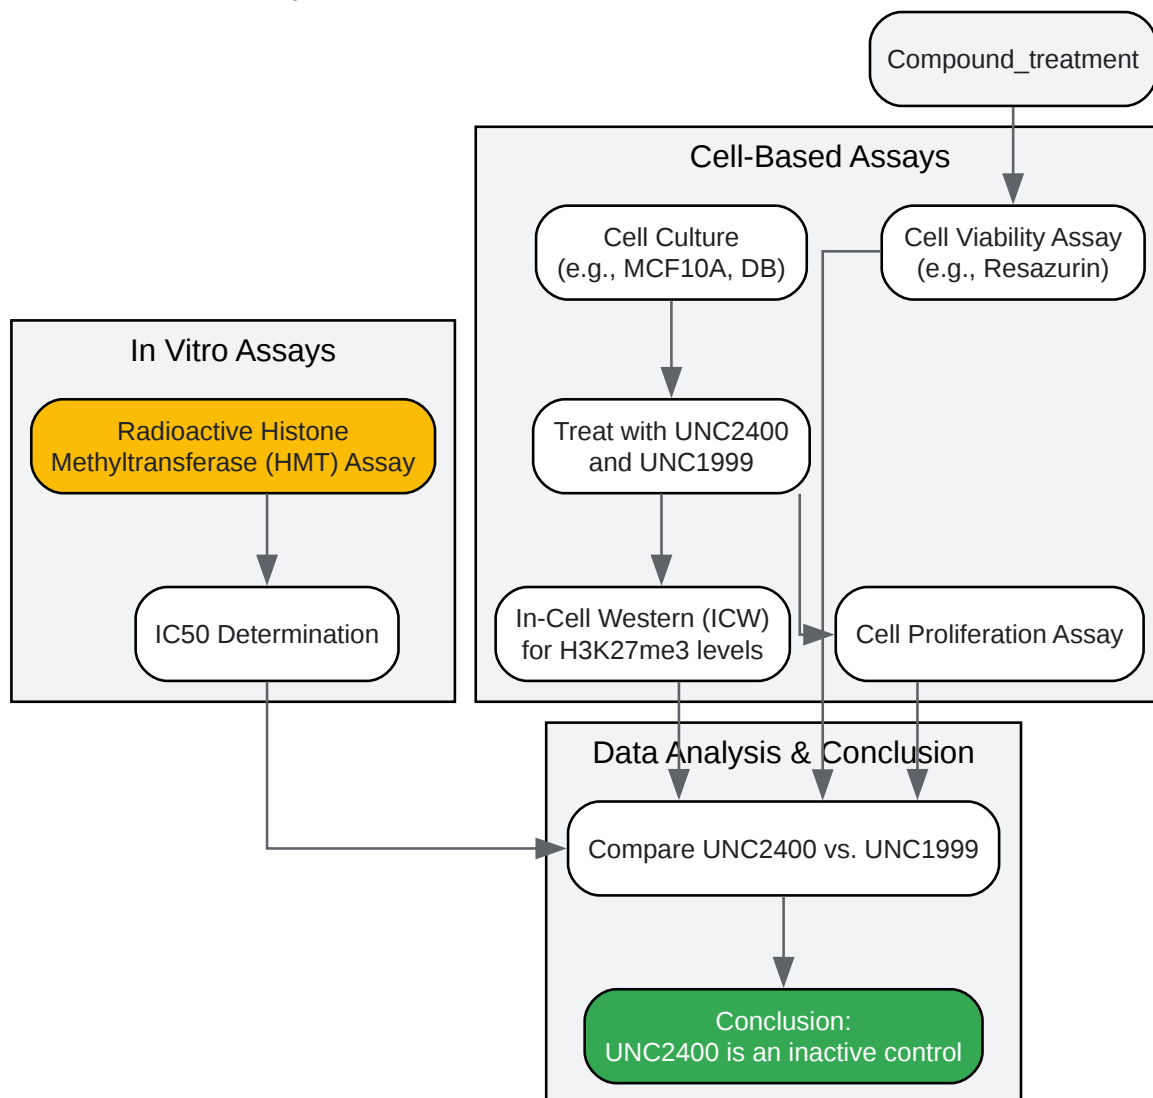 Compound_treatment
Cell-Based Assays
Cell Culture
(e.g., MCF10A, DB)
Cell Viability Assay
(e.g., Resazurin)
In Vitro Assays
Radioactive Histone
Methyltransferase (HMT) Assay
Treat with UNC2400
and UNC1999
IC50 Determination
In-Cell Western (ICW)
for H3K27me3 levels
Cell Proliferation Assay
Data Analysis & Conclusion
Compare UNC2400 vs. UNC1999
Conclusion:
UNC2400 is an inactive control